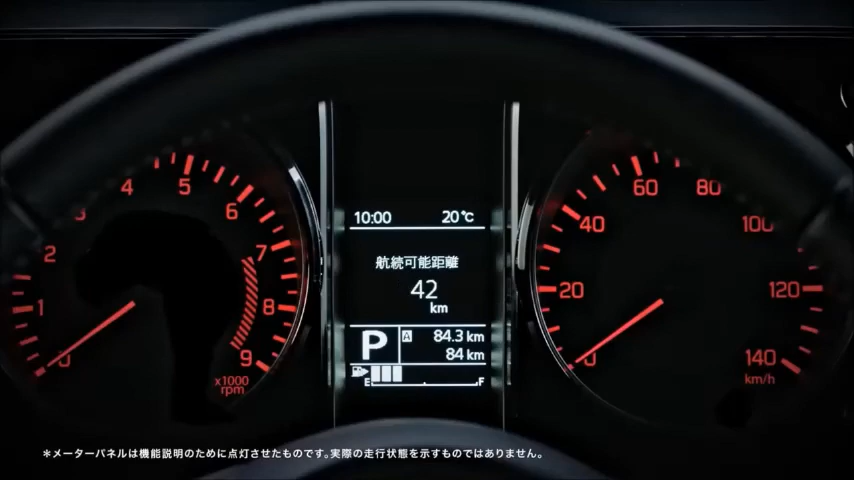 10:00 20℃
航続可能距離
42
km
P
A 84.3 km
84 km
E F
0
1
2
3
4
5
6
7
8
9
x1000
rpm
0
20
40
60
80
100
120
140
km/h
＊メーターパネルは機能説明のために点灯させたものです。実際の走行状態を示すものではありません。